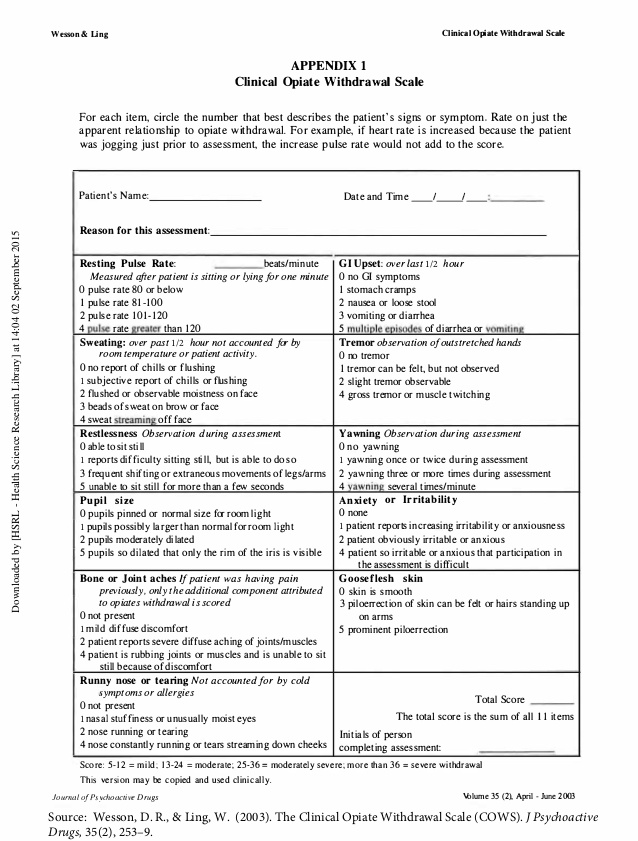 Wesson & Ling
Clinical Opiate Withdrawal Scale
APPENDIX 1
Clinical Opiate Withdrawal Scale
For each item, circle the number that best describes the patient's signs or symptom. Rate on just the
apparent relationship to opiate withdrawal. For example, if heart rate is increased because the patient
was jogging just prior to assessment, the increase pulse rate would not add to the score.
Patient's Name:____________________
Date and Time ____/____/____:__________
Reason for this assessment:____________________
Resting Pulse Rate: _________beats/minute
Measured after patient is sitting or lying for one minute
0 pulse rate 80 or below
1 pulse rate 81-100
2 pulse rate 101-120
4 pulse rate greater than 120
GI Upset: over last 1/2 hour
0 no GI symptoms
1 stomach cramps
2 nausea or loose stool
3 vomiting or diarrhea
5 multiple episodes of diarrhea or vomiting
Sweating: over past 1/2 hour not accounted for by
room temperature or patient activity.
0 no report of chills or flushing
1 subjective report of chills or flushing
2 flushed or observable moistness on face
3 beads of sweat on brow or face
4 sweat streaming off face
Tremor observation of outstretched hands
0 no tremor
1 tremor can be felt, but not observed
2 slight tremor observable
4 gross tremor or muscle twitching
Restlessness Observation during assessment
0 able to sit still
1 reports difficulty sitting still, but is able to do so
3 frequent shifting or extraneous movements of legs/arms
5 unable to sit still for more than a few seconds
Yawning Observation during assessment
0 no yawning
1 yawning once or twice during assessment
2 yawning three or more times during assessment
4 yawning several times/minute
Pupil size
0 pupils pinned or normal size for room light
1 pupils possibly larger than normal for room light
2 pupils moderately dilated
5 pupils so dilated that only the rim of the iris is visible
Anxiety or Irritability
0 none
1 patient reports increasing irritability or anxiousness
2 patient obviously irritable or anxious
4 patient so irritable or anxious that participation in
the assessment is difficult
Bone or Joint aches If patient was having pain
previously, only the additional component attributed
to opiates withdrawal is scored
0 not present
1 mild diffuse discomfort
2 patient reports severe diffuse aching of joints/muscles
4 patient is rubbing joints or muscles and is unable to sit
still because of discomfort
Gooseflesh skin
0 skin is smooth
3 piloerrection of skin can be felt or hairs standing up
on arms
5 prominent piloerrection
Runny nose or tearing Not accounted for by cold
symptoms or allergies
0 not present
1 nasal stuffiness or unusually moist eyes
2 nose running or tearing
4 nose constantly running or tears streaming down cheeks
Total Score ________
The total score is the sum of all 11 items
Initials of person
completing assessment: ______________
Score: 5-12 = mild; 13-24 = moderate; 25-36 = moderately severe; more than 36 = severe withdrawal
This version may be copied and used clinically.
Journal of Psychoactive Drugs
Volume 35 (2), April - June 2003
Source: Wesson, D. R., & Ling, W. (2003). The Clinical Opiate Withdrawal Scale (COWS). J Psychoactive
Drugs, 35(2), 253–9.
Downloaded by [HSRL - Health Science Research Library] at 14:04 02 September 2015